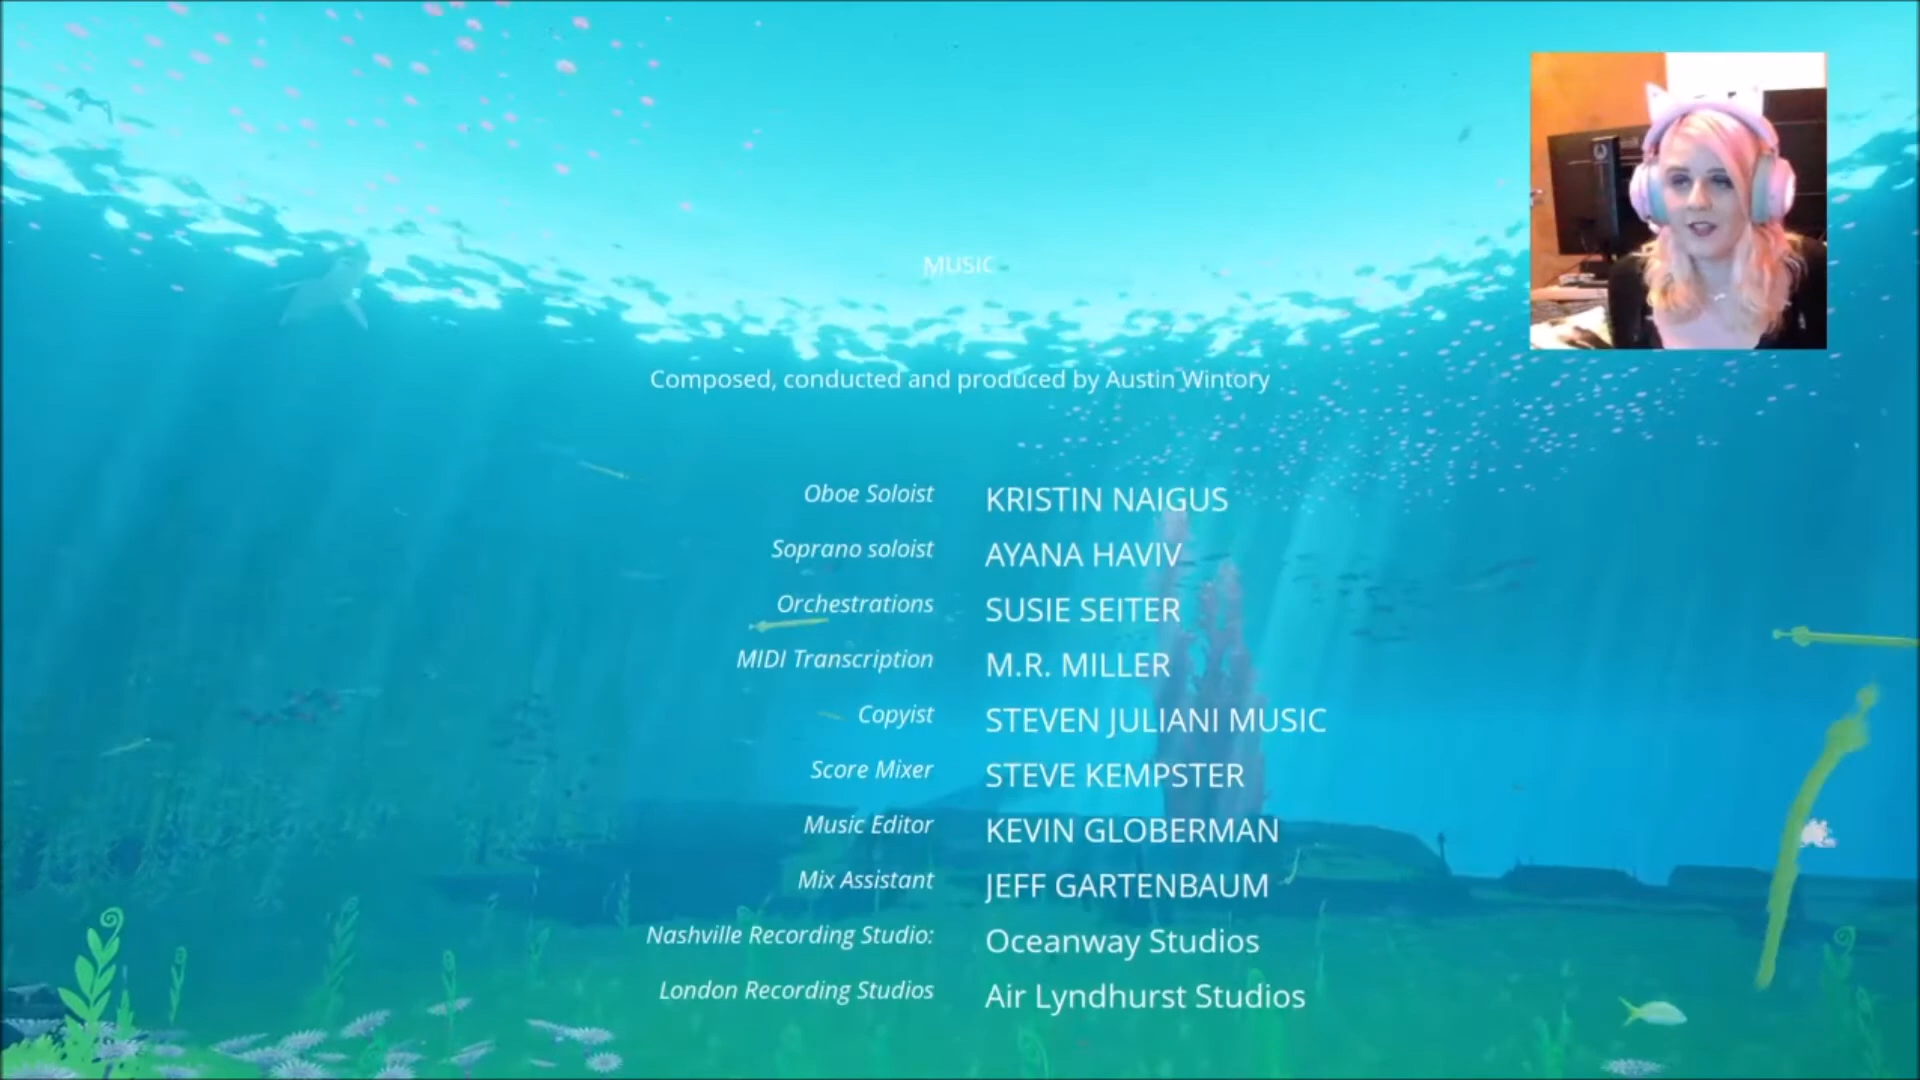 MUSIC
Composed, conducted and produced by Austin Wintory
Oboe Soloist KRISTIN NAIGUS
Soprano soloist AYANA HAVIV
Orchestrations SUSIE SEITER
MIDI Transcription M.R. MILLER
Copyist STEVEN JULIANI MUSIC
Score Mixer STEVE KEMPSTER
Music Editor KEVIN GLOBERMAN
Mix Assistant JEFF GARTENBAUM
Nashville Recording Studio: Oceanway Studios
London Recording Studios Air Lyndhurst Studios